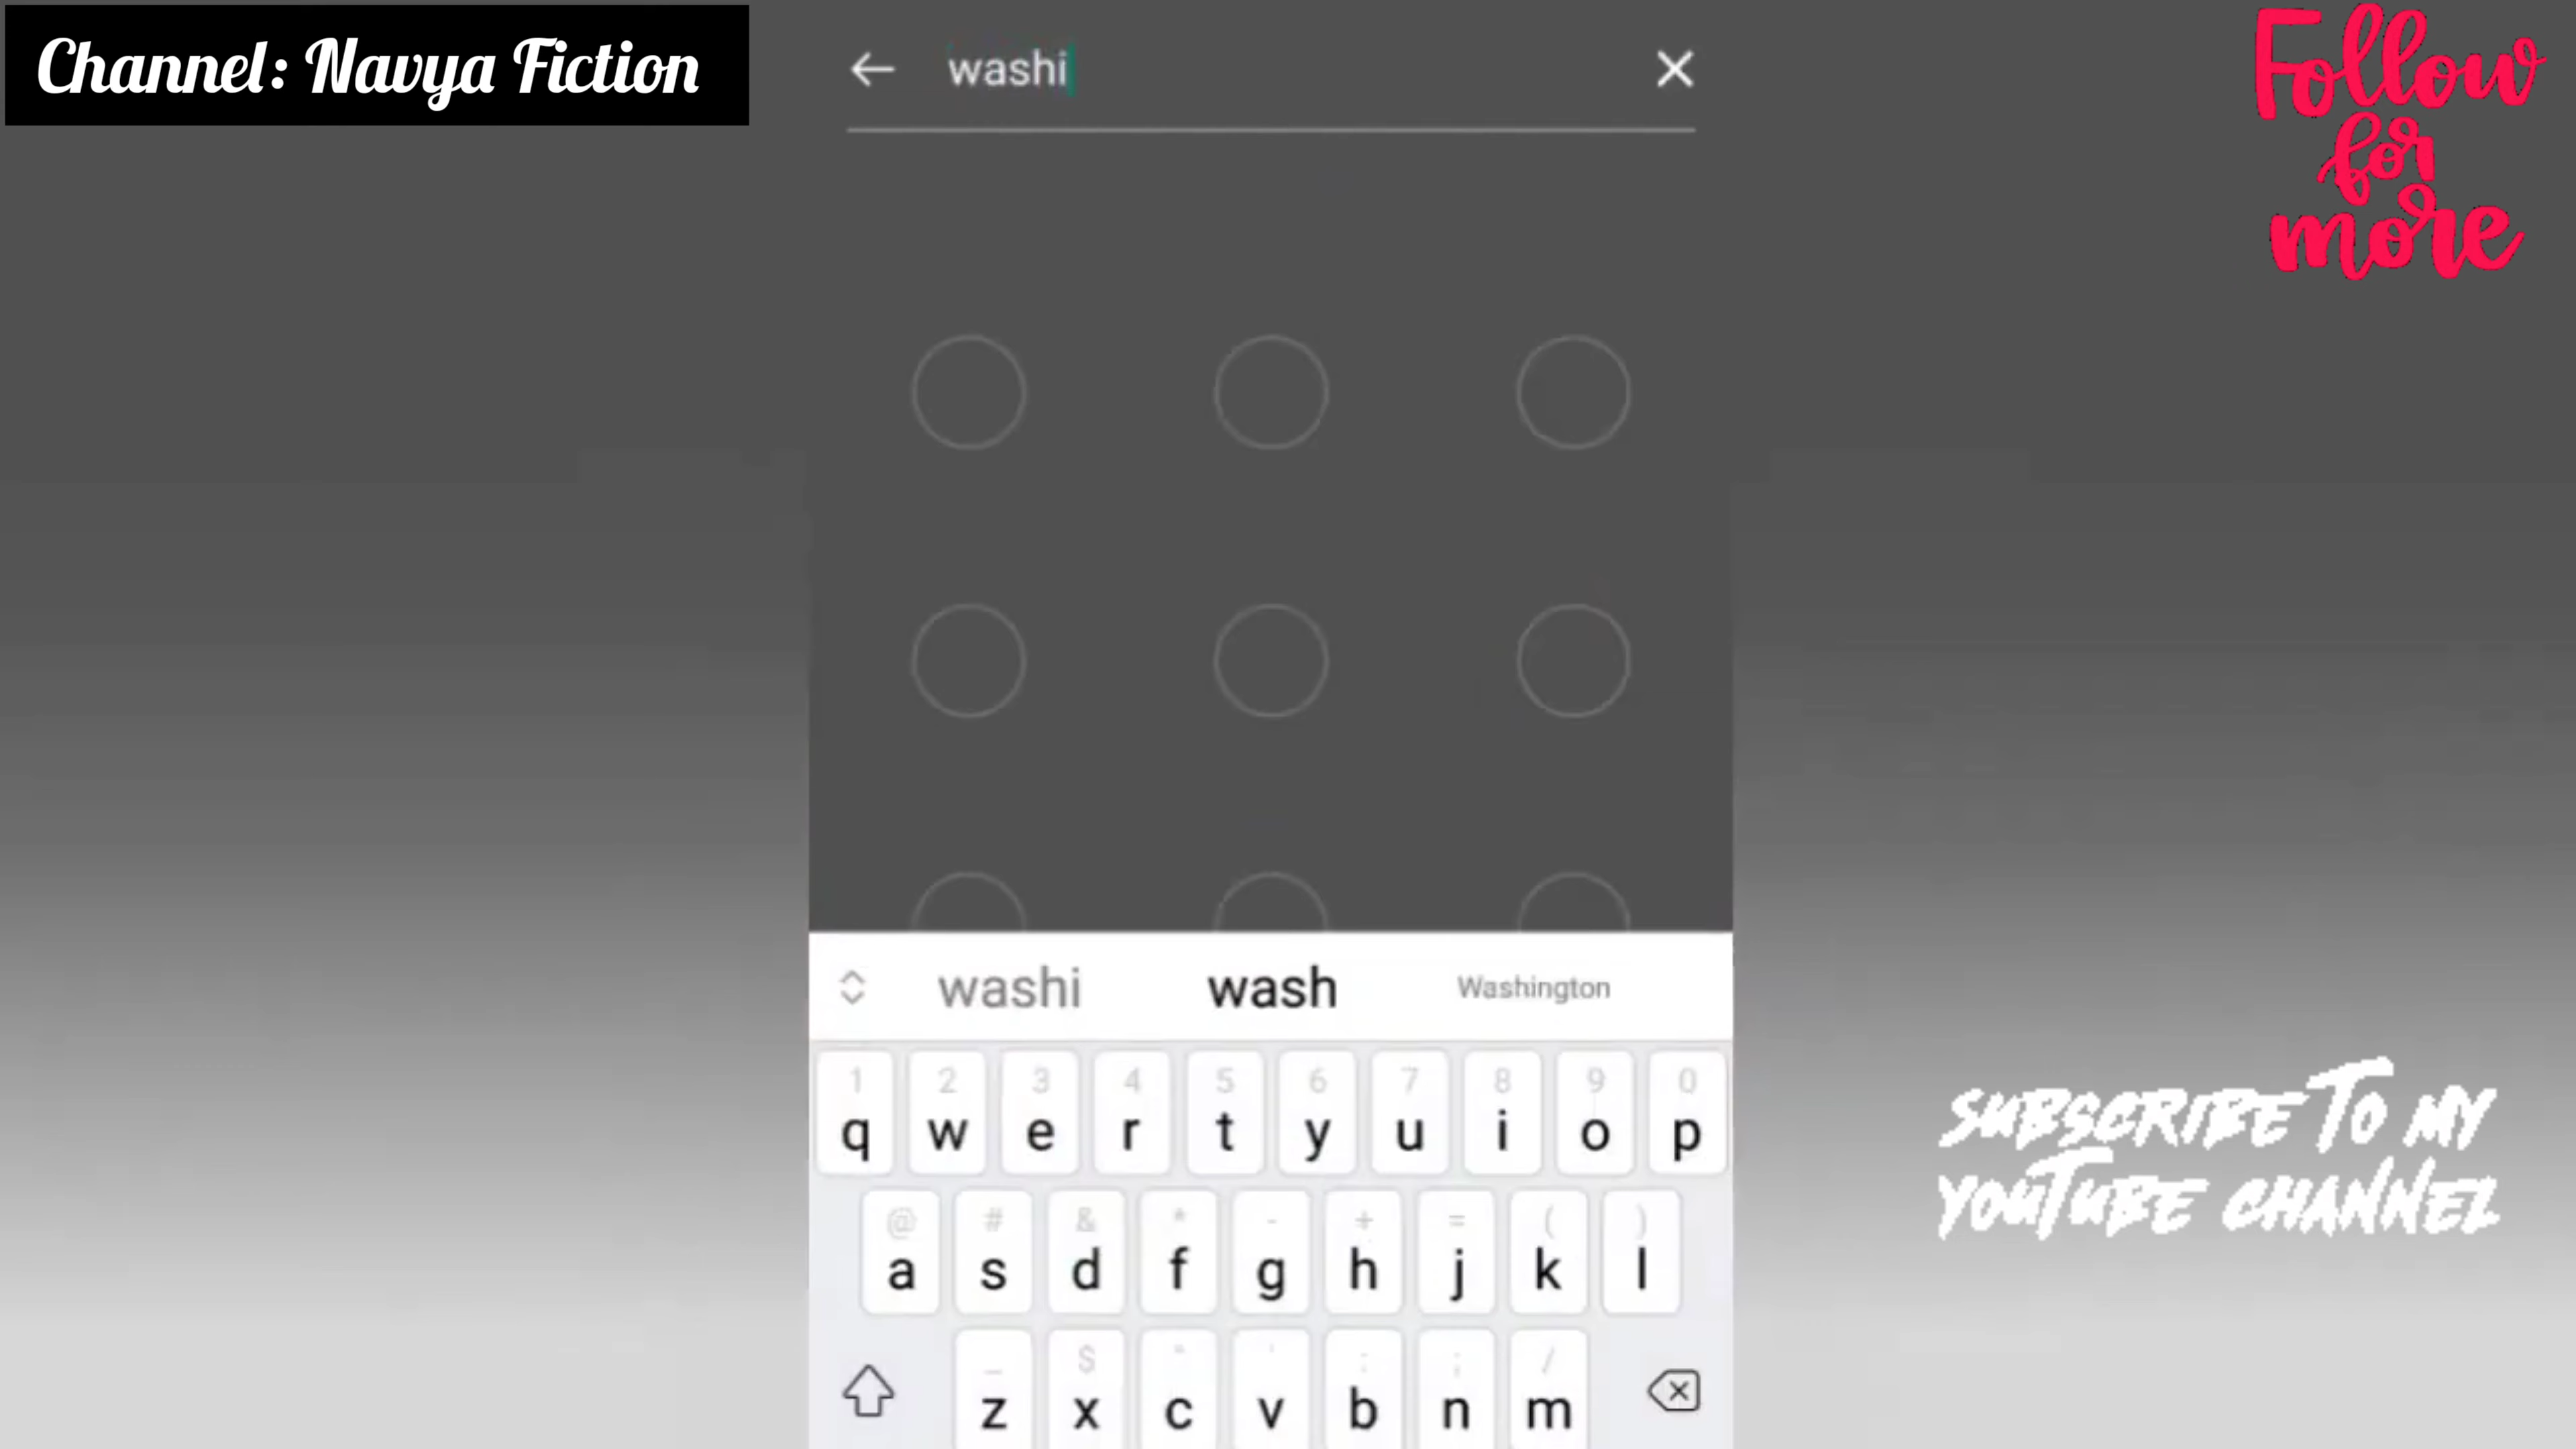 Channel: Navya Fiction
washi
Follow
for
more
washi wash Washington
1 2 3 4 5 6 7 8 9 0
q w e r t y u i o p
@ # & * - + = ( )
a s d f g h j k l
_ $ " ' : ; /
z x c v b n m
SUBSCRIBE TO MY
YOUTUBE CHANNEL